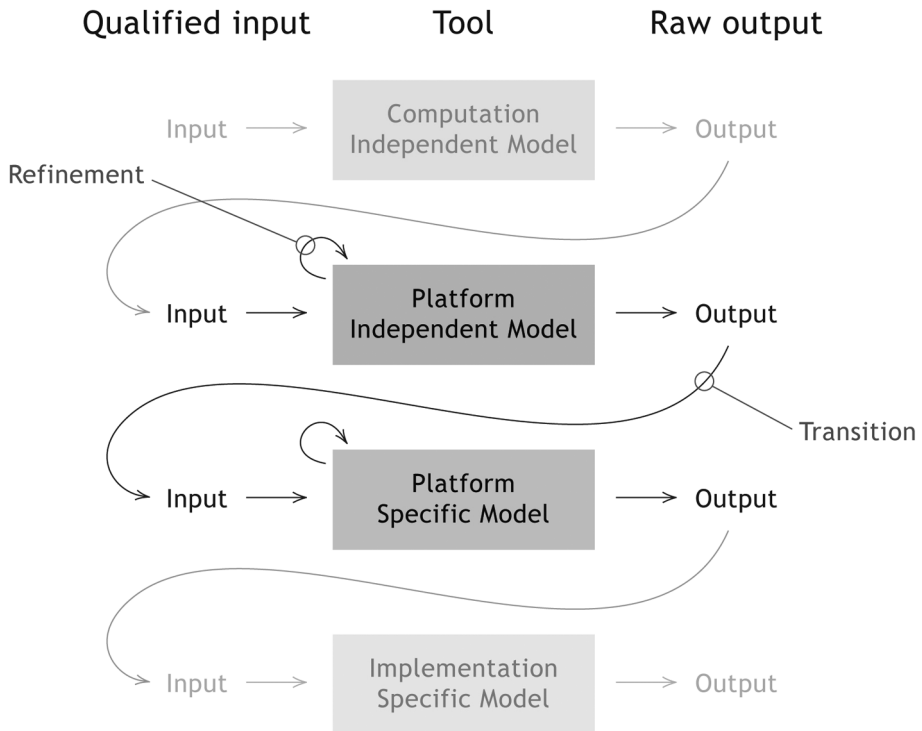 Qualified input Tool Raw output
Computation
Input Independent Model Output
Refinement
Platform
Input Independent Model Output
Transition
Platform
Input Specific Model Output
Implementation
Input Specific Model Output